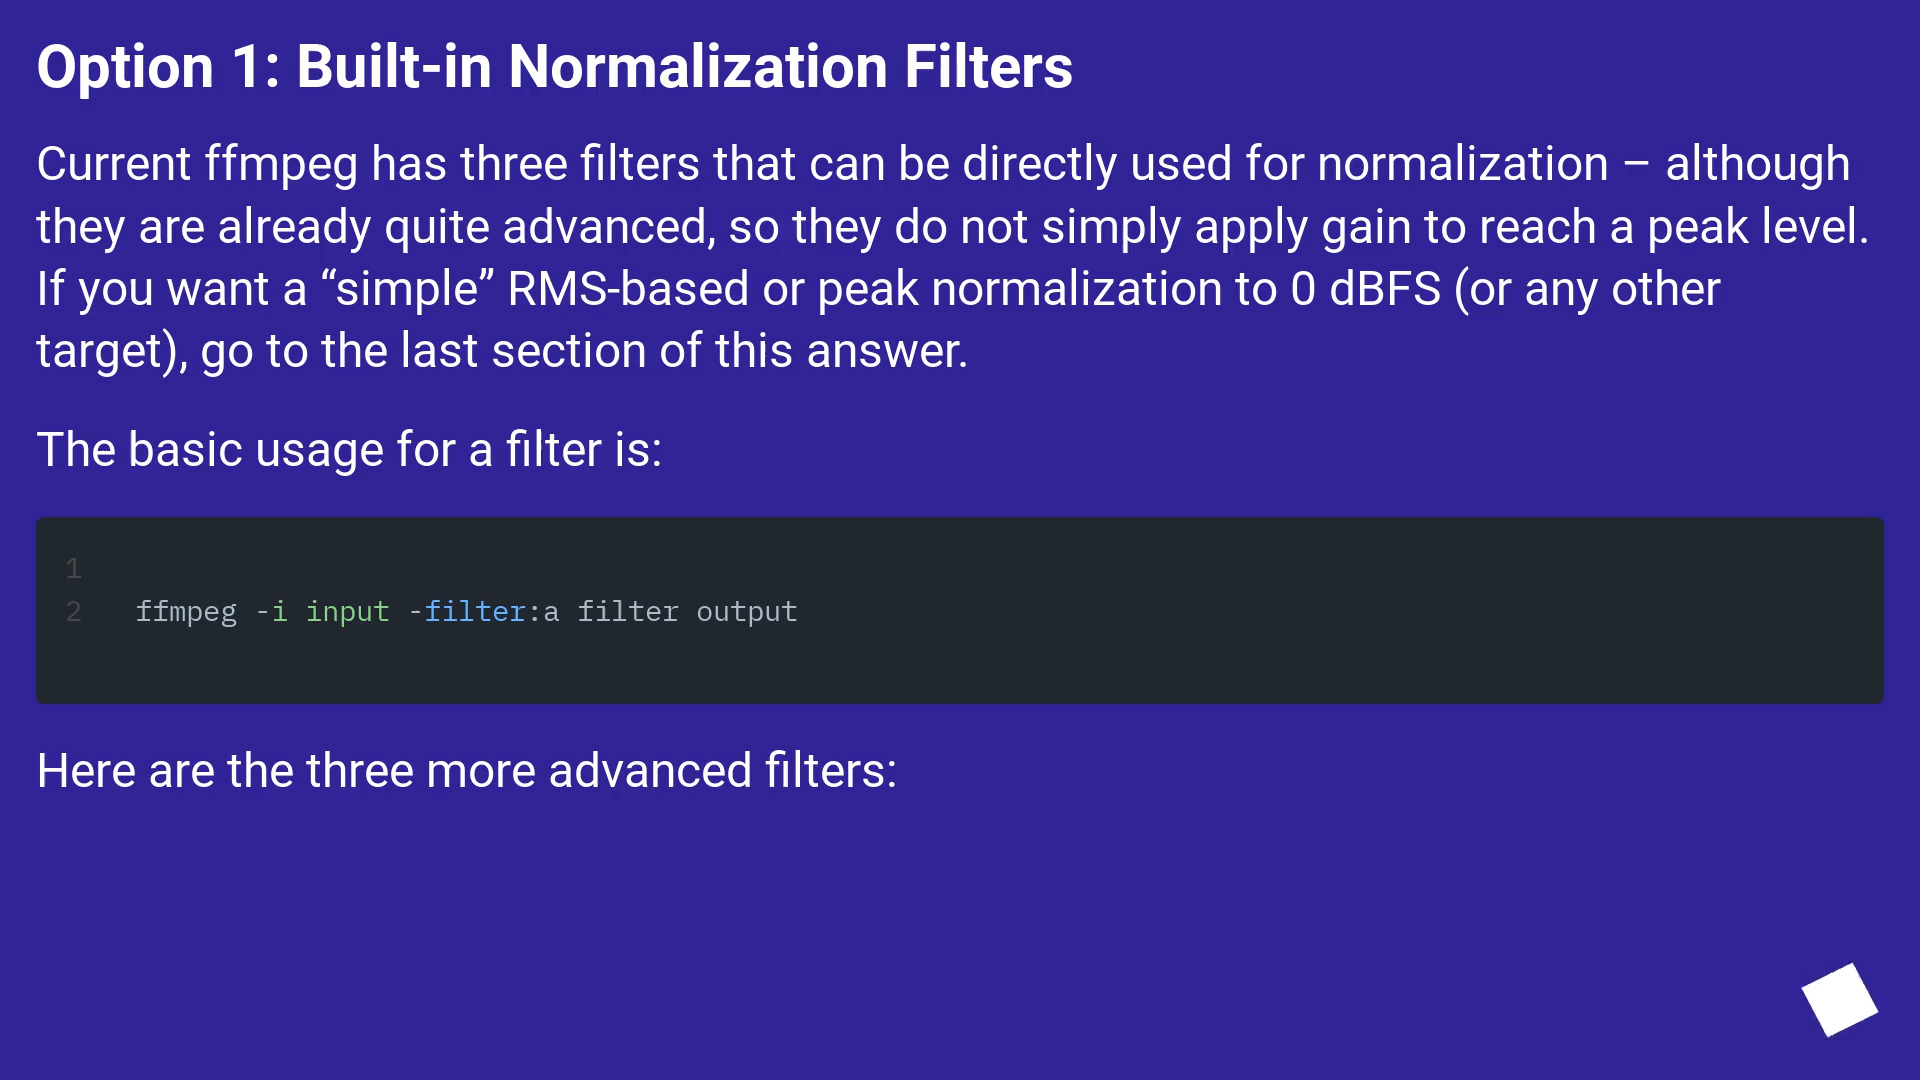 Option 1: Built-in Normalization Filters
Current ffmpeg has three filters that can be directly used for normalization – although
they are already quite advanced, so they do not simply apply gain to reach a peak level.
If you want a “simple” RMS-based or peak normalization to 0 dBFS (or any other
target), go to the last section of this answer.
The basic usage for a filter is:
1
2 ffmpeg -i input -filter:a filter output
Here are the three more advanced filters: